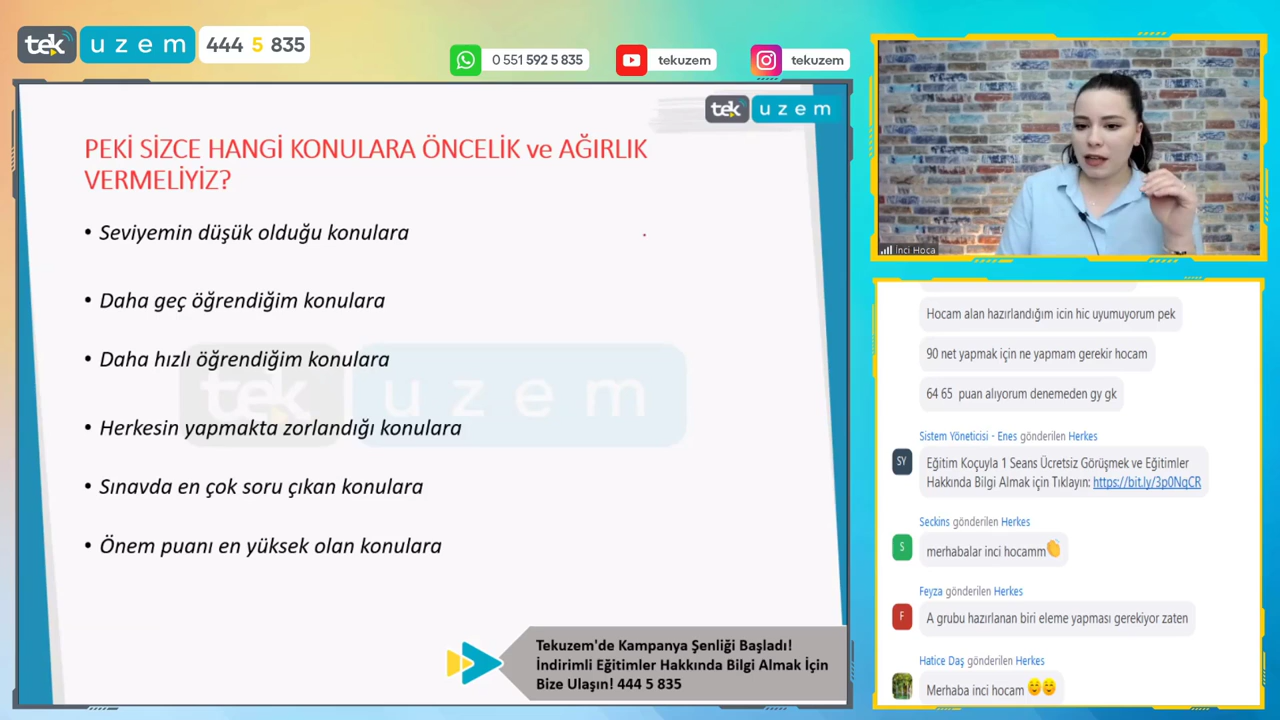 tek uzem 444 5 835
0 551 592 5 835
tekuzem
tekuzem
tek uzem
PEKİ SİZCE HANGİ KONULARA ÖNCELİK ve AĞIRLIK
VERMELİYİZ?
• Seviyemin düşük olduğu konulara
• Daha geç öğrendiğim konulara
• Daha hızlı öğrendiğim konulara
• Herkesin yapmakta zorlandığı konulara
• Sınavda en çok soru çıkan konulara
• Önem puanı en yüksek olan konulara
tek uzem
Tekuzem'de Kampanya Şenliği Başladı!
İndirimli Eğitimler Hakkında Bilgi Almak İçin
Bize Ulaşın! 444 5 835
İnci Hoca
Hocam alan hazırlandığım icin hic uyumuyorum pek
90 net yapmak için ne yapmam gerekir hocam
64 65 puan alıyorum denemeden gy gk
Sistem Yöneticisi - Enes gönderilen Herkes
SY
Eğitim Koçuyla 1 Seans Ücretsiz Görüşmek ve Eğitimler
Hakkında Bilgi Almak için Tıklayın: https://bit.ly/3p0NqCR
Seckins gönderilen Herkes
S
merhabalar inci hocamm👏
Feyza gönderilen Herkes
F
A grubu hazırlanan biri eleme yapması gerekiyor zaten
Hatice Daş gönderilen Herkes
Merhaba inci hocam 😊😊